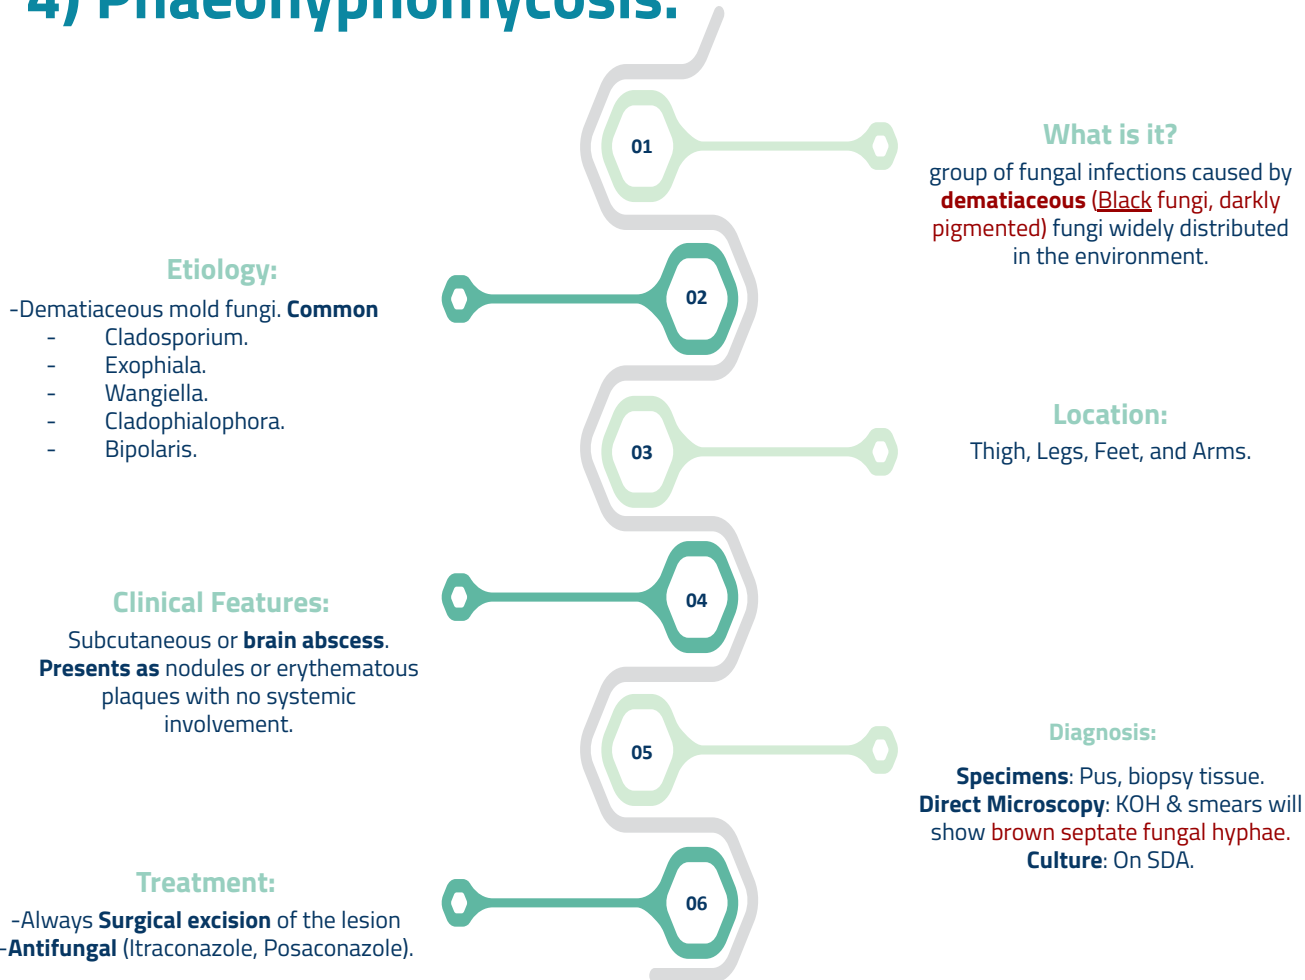 4) Phaeohyphomycosis:
01
What is it?
group of fungal infections caused by
dematiaceous (Black fungi, darkly
pigmented) fungi widely distributed
in the environment.
02
Etiology:
-Dematiaceous mold fungi. Common
- Cladosporium.
- Exophiala.
- Wangiella.
- Cladophialophora.
- Bipolaris.
03
Location:
Thigh, Legs, Feet, and Arms.
04
Clinical Features:
Subcutaneous or brain abscess.
Presents as nodules or erythematous
plaques with no systemic
involvement.
05
Diagnosis:
Specimens: Pus, biopsy tissue.
Direct Microscopy: KOH & smears will
show brown septate fungal hyphae.
Culture: On SDA.
06
Treatment:
-Always Surgical excision of the lesion
-Antifungal (Itraconazole, Posaconazole).